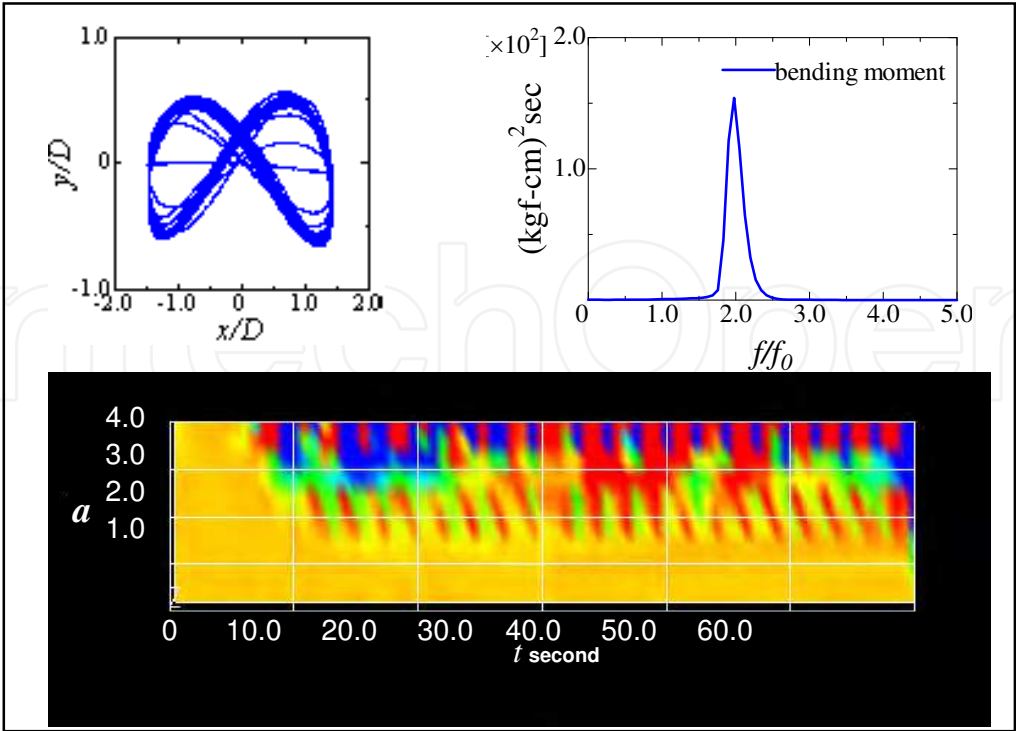 1.0
0
-1.0
y/D
-2.0 -1.0 0 1.0 2.0
x/D
×10²] 2.0
1.0
(kgf-cm)² sec
bending moment
0 1.0 2.0 3.0 4.0 5.0
f/f₀
4.0
3.0
2.0
1.0
a
0 10.0 20.0 30.0 40.0 50.0 60.0
t second